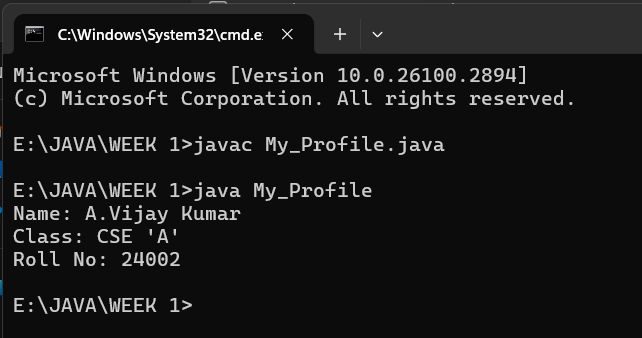 C:\Windows\System32\cmd.e
Microsoft Windows [Version 10.0.26100.2894]
(c) Microsoft Corporation. All rights reserved.
E:\JAVA\WEEK 1>javac My_Profile.java
E:\JAVA\WEEK 1>java My_Profile
Name: A.Vijay Kumar
Class: CSE 'A'
Roll No: 24002
E:\JAVA\WEEK 1>